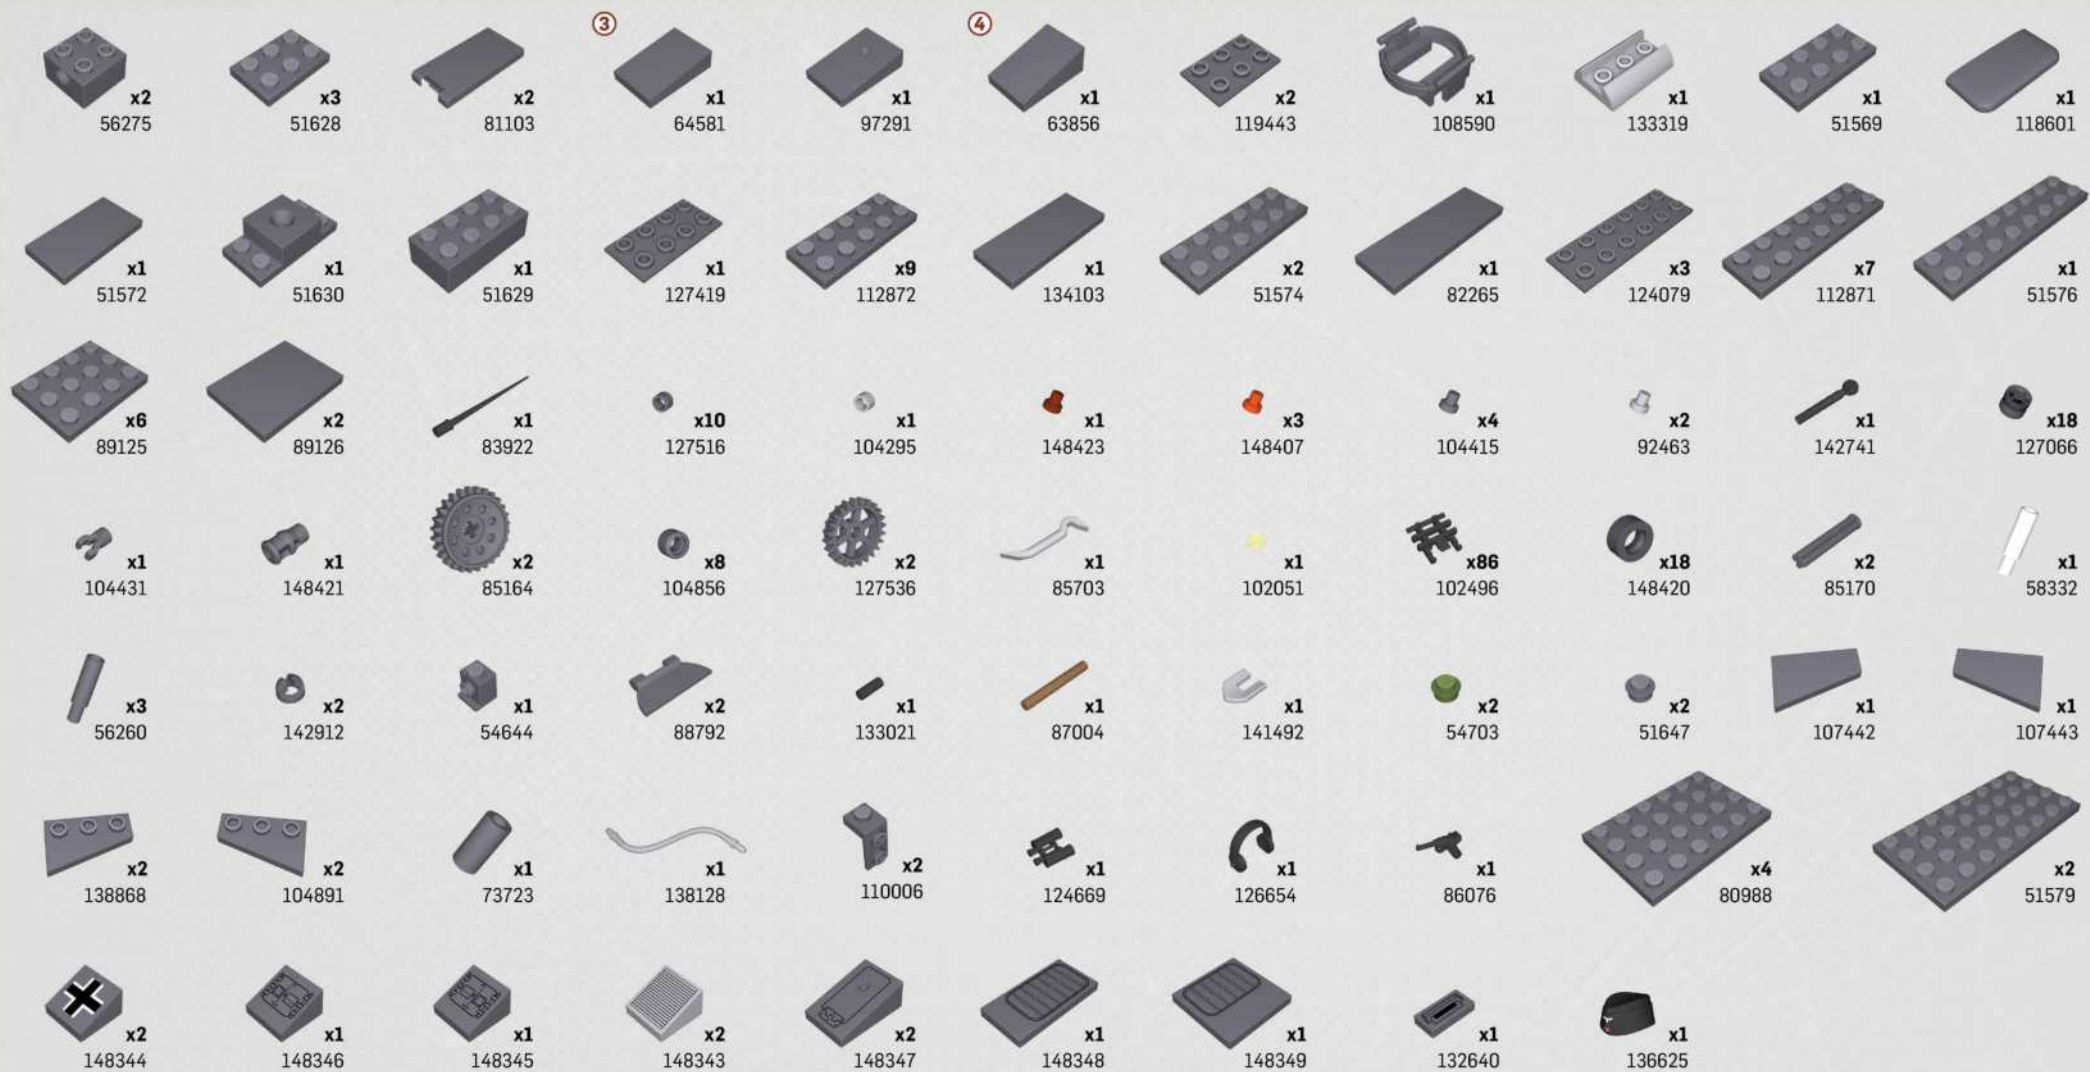 ③ ④
x2 x3 x2 x1 x1 x1 x2 x1 x1 x1 x1
56275 51628 81103 64581 97291 63856 119443 108590 133319 51569 118601
x1 x1 x1 x1 x9 x1 x2 x1 x3 x7 x1
51572 51630 51629 127419 112872 134103 51574 82265 124079 112871 51576
x6 x2 x1 x10 x1 x1 x3 x4 x2 x1 x18
89125 89126 83922 127516 104295 148423 148407 104415 92463 142741 127066
x1 x1 x2 x8 x2 x1 x1 x86 x18 x2 x1
104431 148421 85164 104856 127536 85703 102051 102496 148420 85170 58332
x3 x2 x1 x2 x1 x1 x1 x2 x2 x1 x1
56260 142912 54644 88792 133021 87004 141492 54703 51647 107442 107443
x2 x2 x1 x1 x2 x1 x1 x1 x4 x2
138868 104891 73723 138128 110006 124669 126654 86076 80988 51579
x2 x1 x1 x2 x2 x1 x1 x1 x1
148344 148346 148345 148343 148347 148348 148349 132640 136625